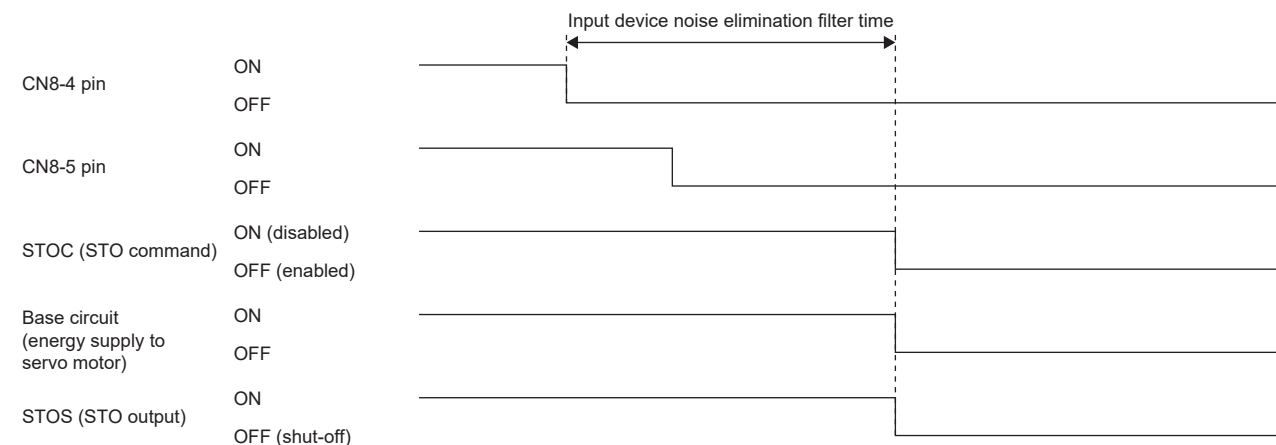 Input device noise elimination filter time
CN8-4 pin
ON
OFF
CN8-5 pin
ON
OFF
STOC (STO command)
ON (disabled)
OFF (enabled)
Base circuit
(energy supply to
servo motor)
ON
OFF
STOS (STO output)
ON
OFF (shut-off)